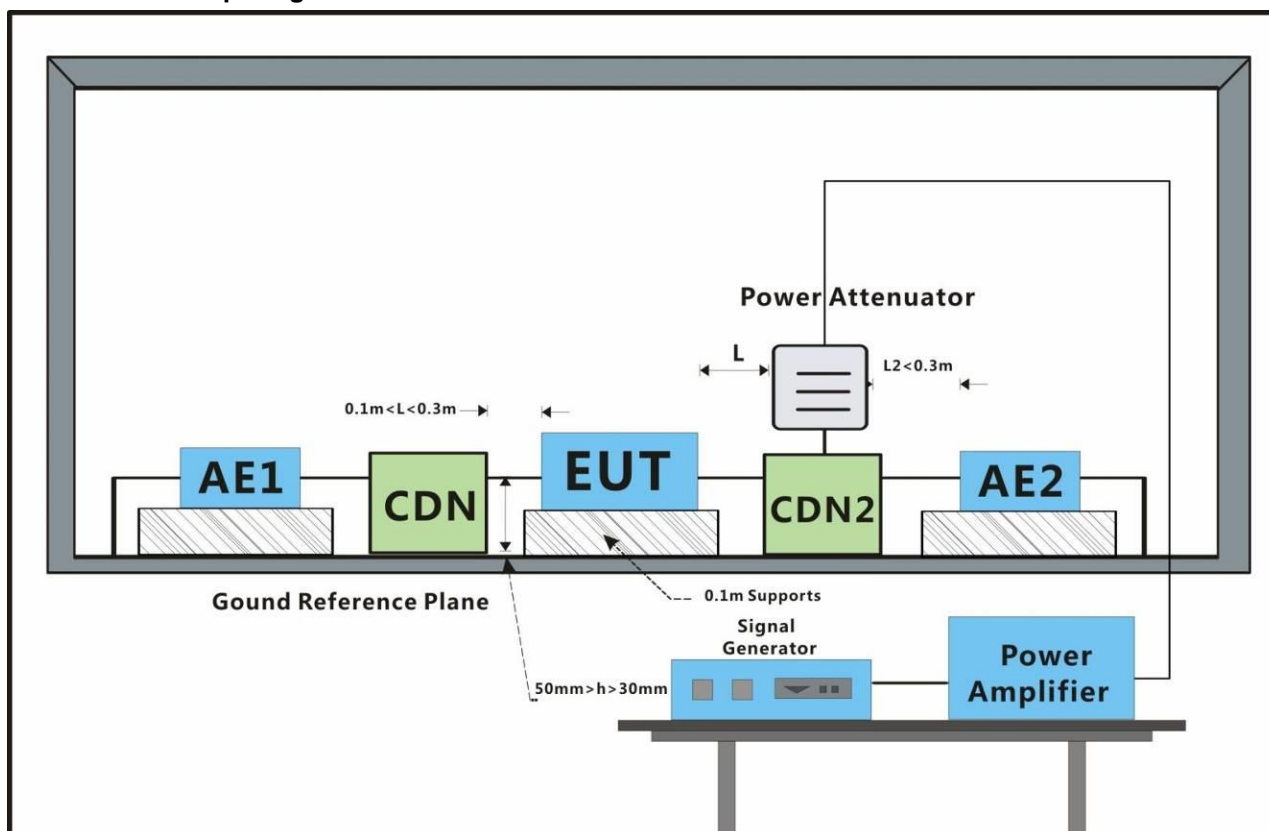 Power Attenuator
L
L2<0.3m
0.1m<L<0.3m
AE1
CDN
EUT
CDN2
AE2
Gound Reference Plane
0.1m Supports
Signal
Generator
50mm>h>30mm
Power
Amplifier